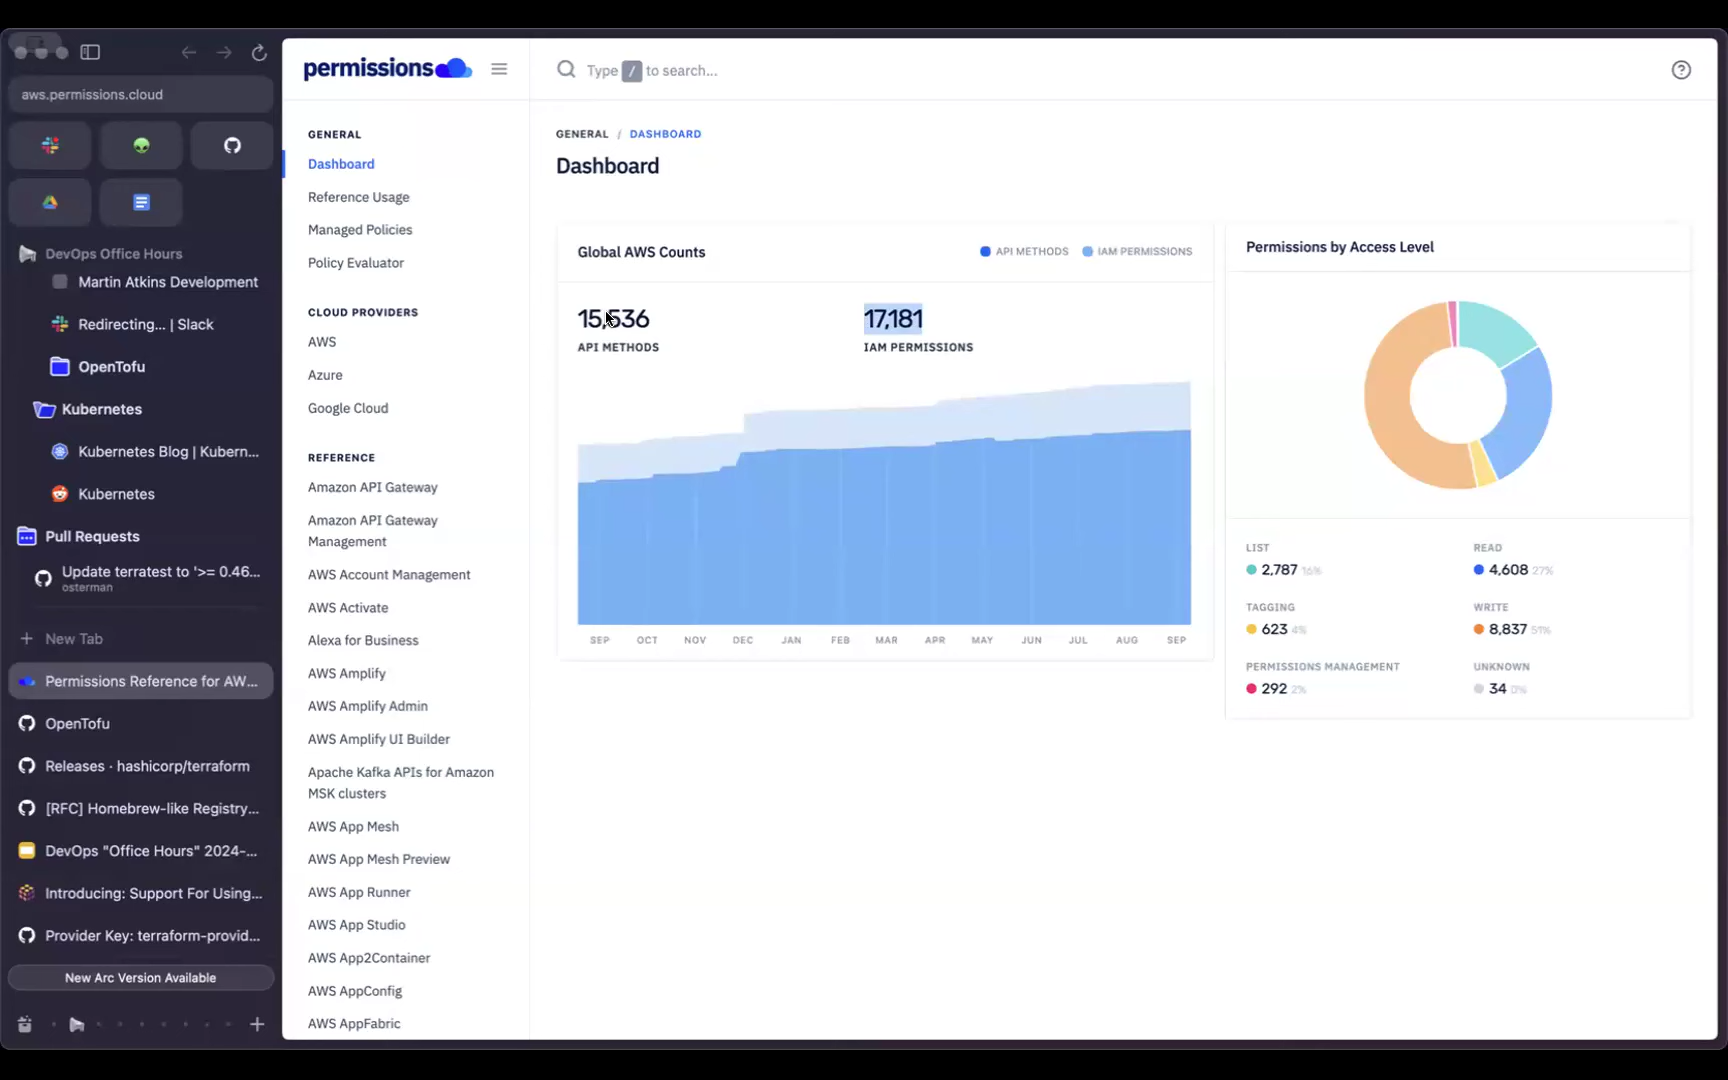 aws.permissions.cloud
DevOps Office Hours
Martin Atkins Development
Redirecting... | Slack
OpenTofu
Kubernetes
Kubernetes Blog | Kubern...
Kubernetes
Pull Requests
Update terratest to '>= 0.46...
osterman
New Tab
Permissions Reference for AW...
OpenTofu
Releases · hashicorp/terraform
[RFC] Homebrew-like Registry...
DevOps "Office Hours" 2024-...
Introducing: Support For Using...
Provider Key: terraform-provid...
New Arc Version Available
permissions
GENERAL
Dashboard
Reference Usage
Managed Policies
Policy Evaluator
CLOUD PROVIDERS
AWS
Azure
Google Cloud
REFERENCE
Amazon API Gateway
Amazon API Gateway
Management
AWS Account Management
AWS Activate
Alexa for Business
AWS Amplify
AWS Amplify Admin
AWS Amplify UI Builder
Apache Kafka APIs for Amazon
MSK clusters
AWS App Mesh
AWS App Mesh Preview
AWS App Runner
AWS App Studio
AWS App2Container
AWS AppConfig
AWS AppFabric
Type / to search...
GENERAL / DASHBOARD
Dashboard
Global AWS Counts
API METHODS IAM PERMISSIONS
15,536 17,181
API METHODS IAM PERMISSIONS
SEP OCT NOV DEC JAN FEB MAR APR MAY JUN JUL AUG SEP
Permissions by Access Level
LIST READ
2,787 16% 4,608 27%
TAGGING WRITE
623 4% 8,837 51%
PERMISSIONS MANAGEMENT UNKNOWN
292 2% 34 0%